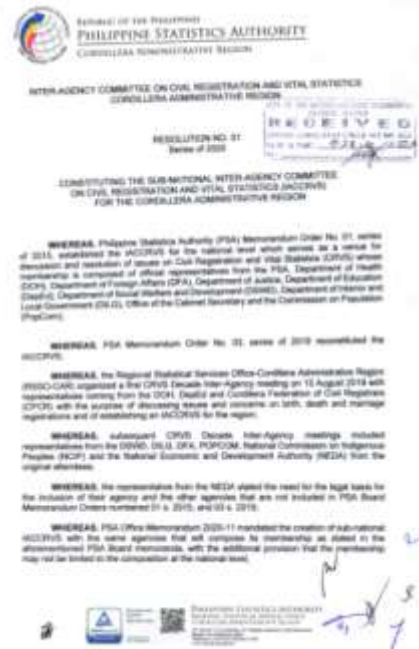 REPUBLIC OF THE PHILIPPINES
PHILIPPINE STATISTICS AUTHORITY
CORDILLERA ADMINISTRATIVE REGION
INTER-AGENCY COMMITTEE ON CIVIL REGISTRATION AND VITAL STATISTICS
CORDILLERA ADMINISTRATIVE REGION
RECEIVED
RESOLUTION NO. 01
Series of 2020
CONSTITUTING THE SUB-NATIONAL INTER-AGENCY COMMITTEE
ON CIVIL REGISTRATION AND VITAL STATISTICS (IACCRVS)
FOR THE CORDILLERA ADMINISTRATIVE REGION
WHEREAS, Philippine Statistics Authority (PSA) Memorandum Order No. 01, series
of 2015, established the IACCRVS for the national level which serves as a venue for
discussion and resolution of issues on Civil Registration and Vital Statistics (CRVS) whose
membership is composed of official representatives from the PSA, Department of Health
(DOH), Department of Foreign Affairs (DFA), Department of Justice, Department of Education
(DepEd), Department of Social Welfare and Development (DSWD), Department of Interior and
Local Government (DILG), Office of the Cabinet Secretary and the Commission on Population
(PopCom);
WHEREAS, PSA Memorandum Order No. 03, series of 2019 reconstituted the
IACCRVS;
WHEREAS, the Regional Statistical Services Office-Cordillera Administrative Region
(RSSO-CAR) organized a first CRVS Decade Inter-Agency meeting on 15 August 2019 with
representatives coming from the DOH, DepEd and Cordillera Federation of Civil Registrars
(CFCR) with the purpose of discussing issues and concerns on birth, death and marriage
registrations and of establishing an IACCRVS for the region;
WHEREAS, subsequent CRVS Decade Inter-Agency meetings included
representatives from the DSWD, DILG, DFA, POPCOM, National Commission on Indigenous
Peoples (NCIP) and the National Economic and Development Authority (NEDA) from the
original attendees;
WHEREAS, the representative from the NEDA stated the need for the legal basis for
the inclusion of their agency and the other agencies that are not included in PSA Board
Memorandum Orders numbered 01 s. 2015, and 03 s. 2019;
WHEREAS, PSA Office Memorandum 2020-11 mandated the creation of sub-national
IACCRVS with the same agencies that will compose its membership as stated in the
aforementioned PSA Board memoranda, with the additional provision that the membership
may not be limited to the composition at the national level;
PHILIPPINE STATISTICS AUTHORITY